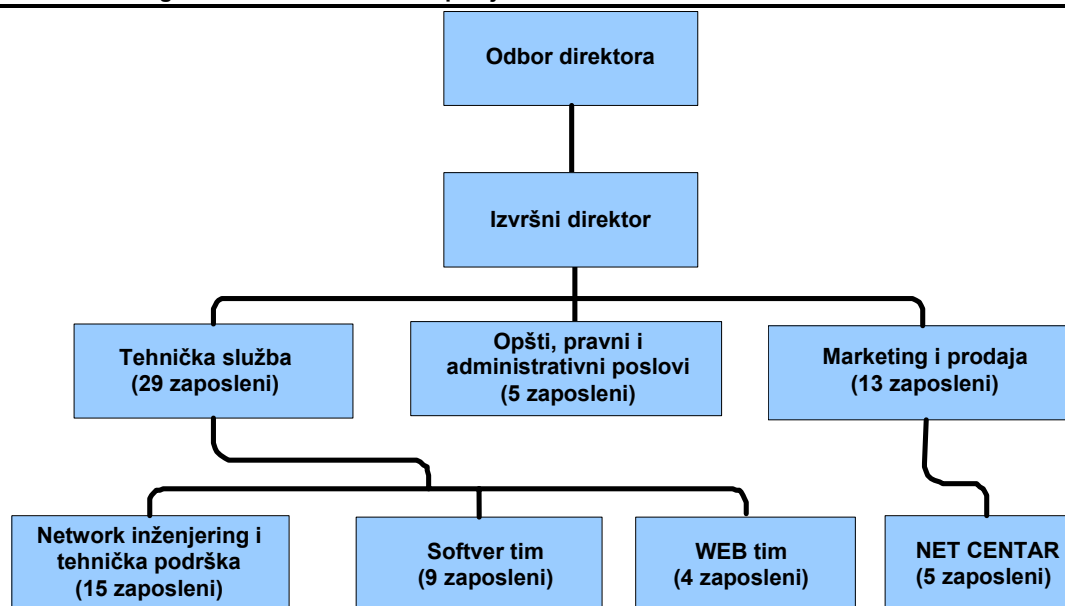 Odbor direktora
Izvršni direktor
Tehnička služba
(29 zaposleni)
Opšti, pravni i
administrativni poslovi
(5 zaposleni)
Marketing i prodaja
(13 zaposleni)
Network inženjering i
tehnička podrška
(15 zaposleni)
Softver tim
(9 zaposleni)
WEB tim
(4 zaposleni)
NET CENTAR
(5 zaposleni)